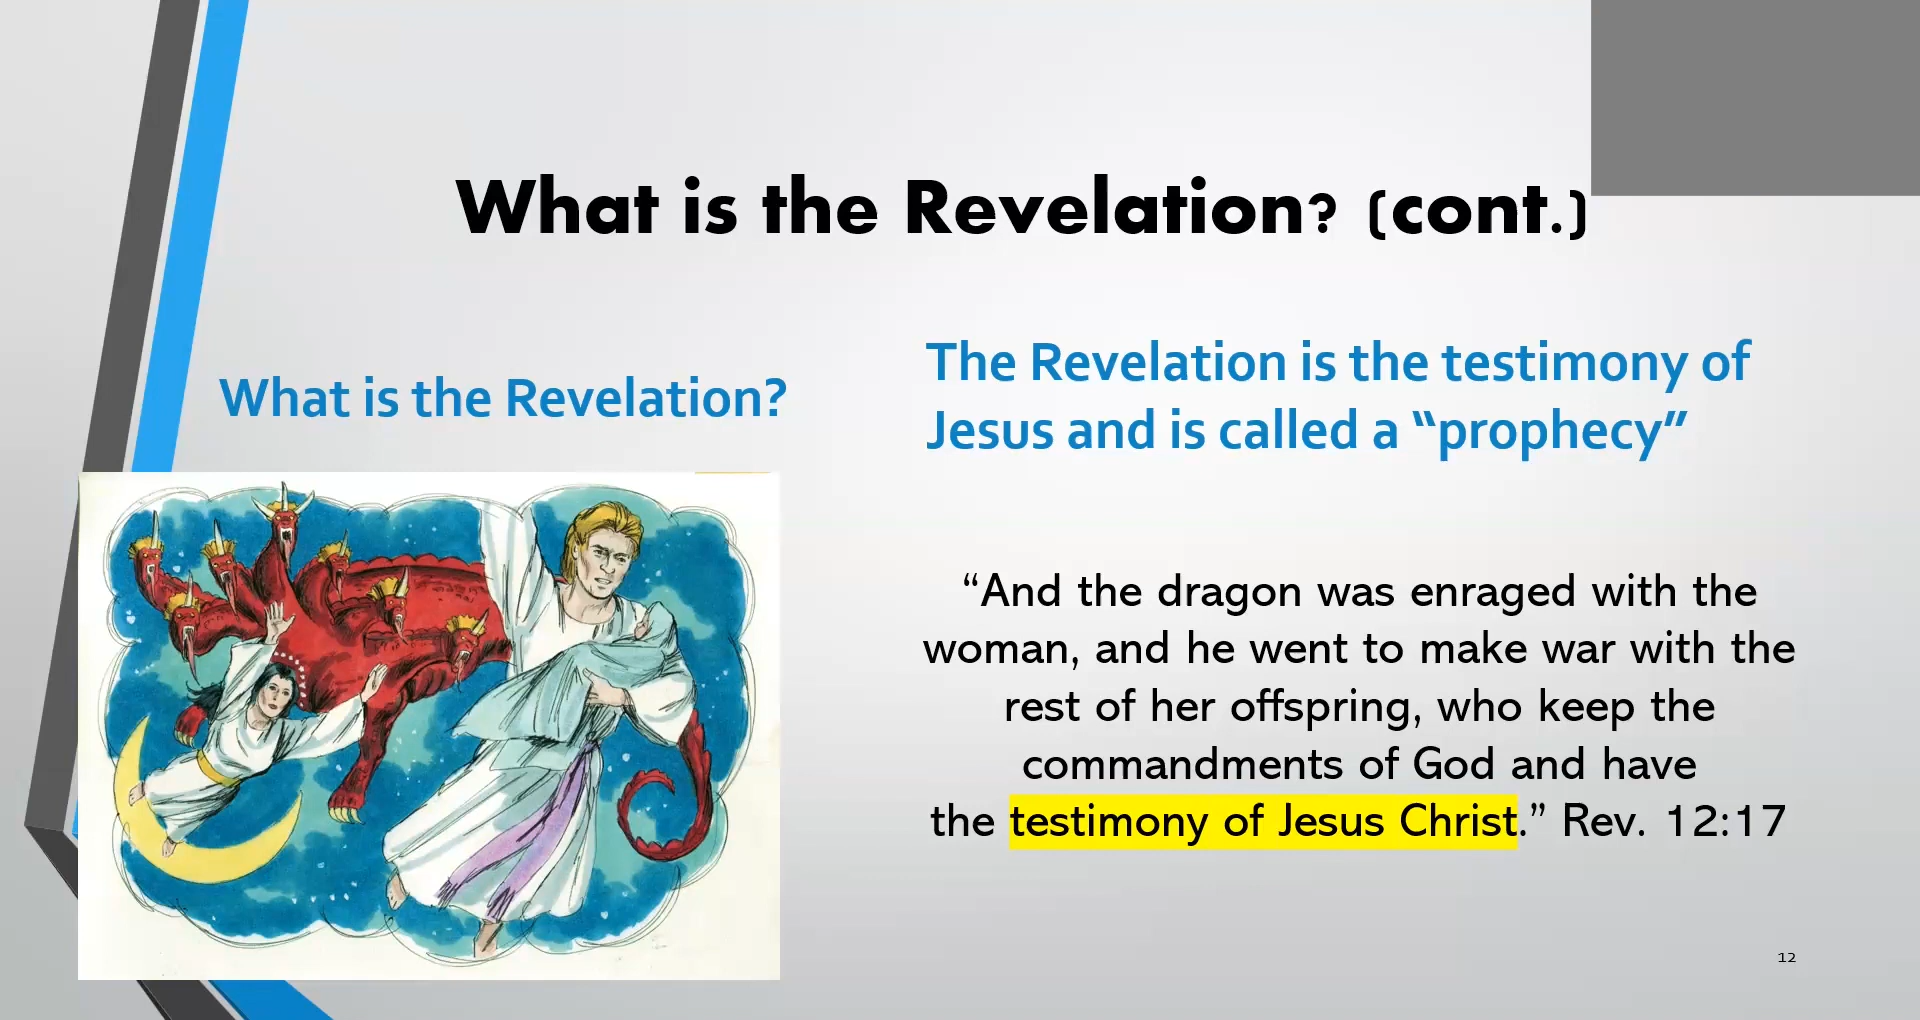 What is the Revelation? (cont.)
What is the Revelation?
The Revelation is the testimony of
Jesus and is called a “prophecy”
“And the dragon was enraged with the
woman, and he went to make war with the
rest of her offspring, who keep the
commandments of God and have
the testimony of Jesus Christ.” Rev. 12:17
12